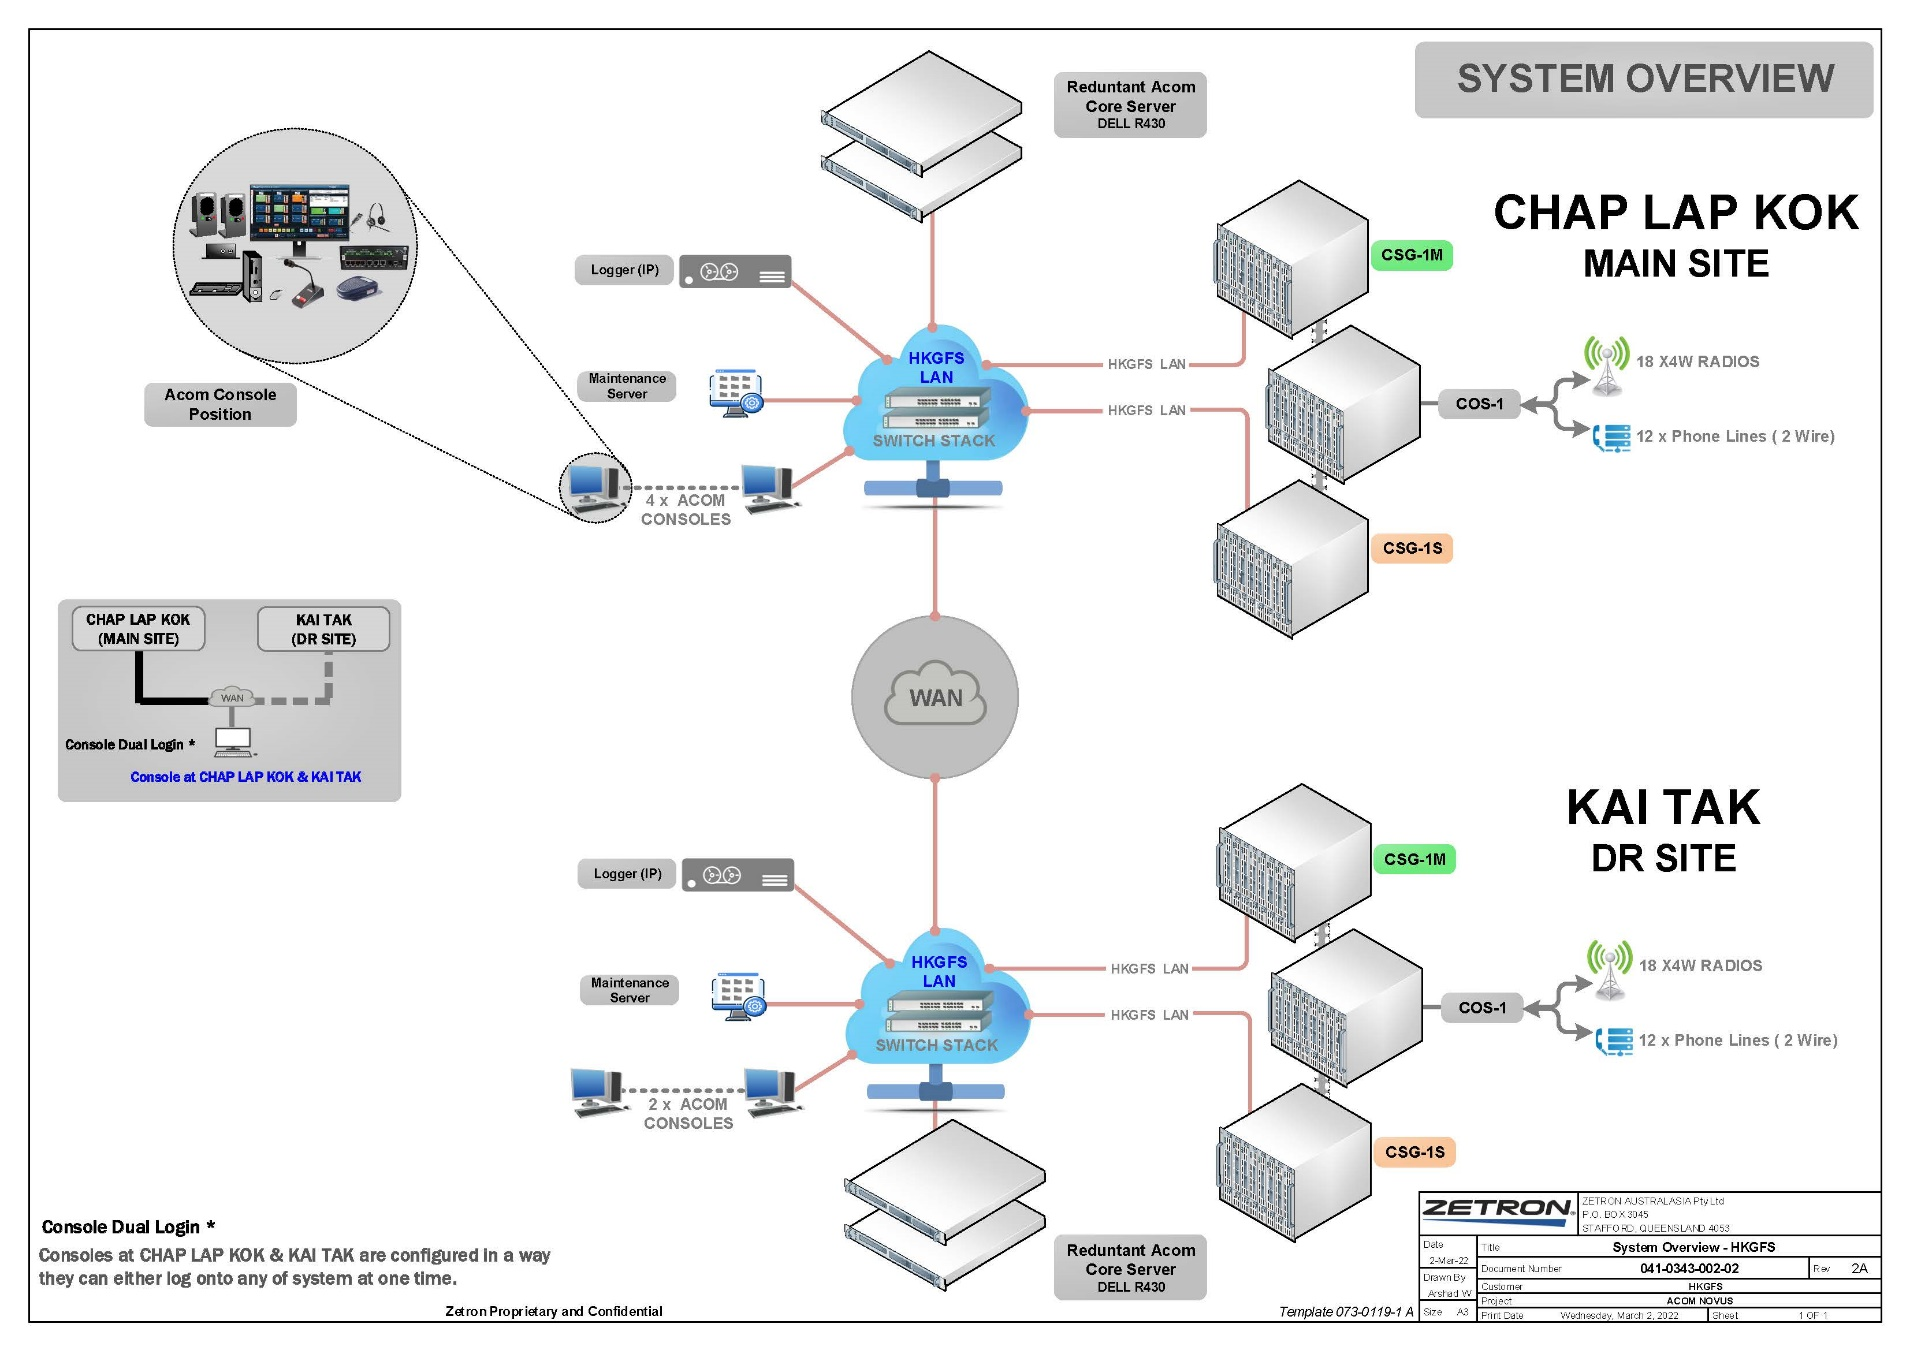 SYSTEM OVERVIEW
Reduntant Acom
Core Server
DELL R430
CHAP LAP KOK
MAIN SITE
CSG-1M
Logger (IP)
HKGFS
LAN
SWITCH STACK
HKGFS LAN
HKGFS LAN
18 X4W RADIOS
COS-1
12 x Phone Lines ( 2 Wire)
Maintenance
Server
Acom Console
Position
4 x ACOM
CONSOLES
CSG-1S
CHAP LAP KOK
(MAIN SITE)
KAI TAK
(DR SITE)
WAN
Console Dual Login *
Console at CHAP LAP KOK & KAI TAK
WAN
KAI TAK
DR SITE
CSG-1M
Logger (IP)
HKGFS
LAN
SWITCH STACK
HKGFS LAN
HKGFS LAN
18 X4W RADIOS
COS-1
12 x Phone Lines ( 2 Wire)
Maintenance
Server
2 x ACOM
CONSOLES
CSG-1S
Reduntant Acom
Core Server
DELL R430
Console Dual Login *
Consoles at CHAP LAP KOK & KAI TAK are configured in a way
they can either log onto any of system at one time.
Zetron Proprietary and Confidential
Template 073-0119-1 A
ZETRON
ZETRON AUSTRALASIA Pty Ltd
P.O. BOX 3045
STAFFORD, QUEENSLAND 4053
Date
2-Mar-22
Title
System Overview - HKGFS
Document Number
041-0343-002-02
Rev
2A
Drawn By
Arshad W
Customer
HKGFS
Project
ACOM NOVUS
Size
A3
Print Date
Wednesday, March 2, 2022
Sheet
1 OF 1